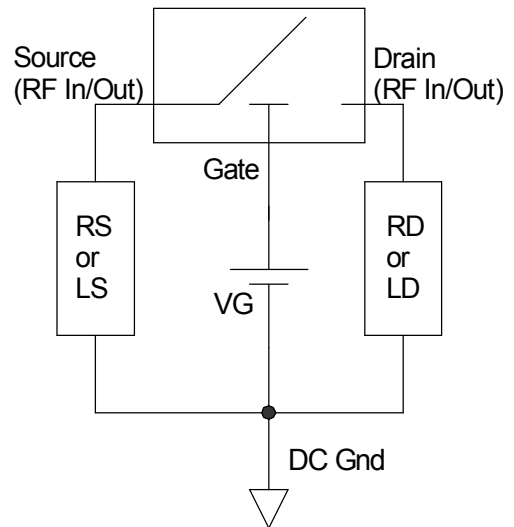 Source
(RF In/Out)
Drain
(RF In/Out)
Gate
RS
or
LS
VG
RD
or
LD
DC Gnd